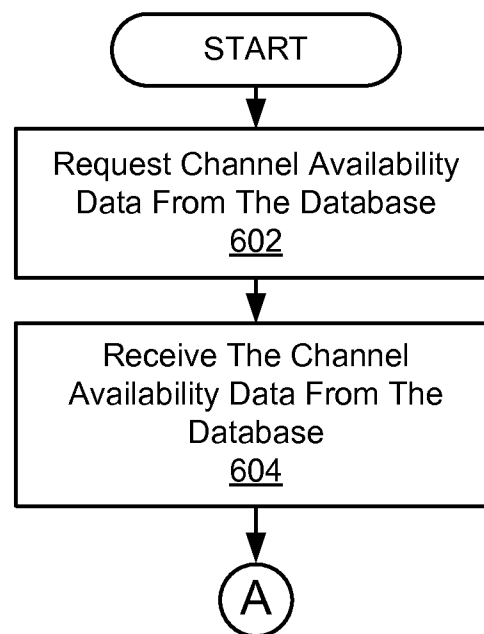 START
Request Channel Availability
Data From The Database
602
Receive The Channel
Availability Data From The
Database
604
A